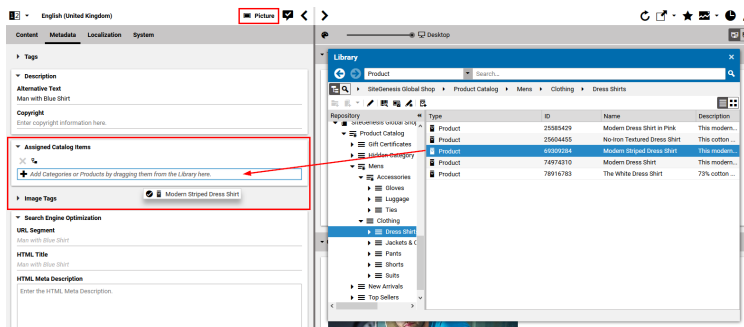 English (United Kingdom)
Picture
Content Metadata Localization System
Tags
Description
Alternative Text
Man with Blue Shirt
Copyright
Enter copyright information here.
Assigned Catalog Items
Add Categories or Products by dragging them from the Library here.
Modern Striped Dress Shirt
Image Tags
Search Engine Optimization
URL Segment
Man with Blue Shirt
HTML Title
Man with Blue Shirt
HTML Meta Description
Enter the HTML Meta Description.
Desktop
Library
Product
Search...
SiteGenesis Global Shop Product Catalog Mens Clothing Dress Shirts
Repository
SiteGenesis Global Shop
Product Catalog
Gift Certificates
Hidden Category
Mens
Accessories
Gloves
Luggage
Ties
Clothing
Dress Shirt
Jackets & C
Pants
Shorts
Suits
New Arrivals
Top Sellers
Type ID Name Description
Product 25585429 Modern Dress Shirt in Pink This modern...
Product 25604455 No-Iron Textured Dress Shirt This cotton ...
Product 69309284 Modern Striped Dress Shirt This modern...
Product 74974310 Modern Dress Shirt This modern...
Product 78916783 The White Dress Shirt 73% cotton ...